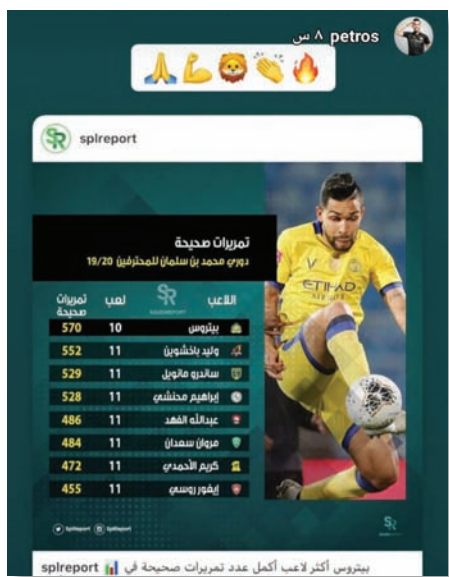 petros ٨ س
🔥👏🦁💪🙏
splreport
تمريرات صحيحة
دوري محمد بن سلمان للمحترفين 19/20
اللاعب لعب تمريرات صحيحة
بيتروس 10 570
وليد باخشوين 11 552
ساندرو مانويل 11 529
إبراهيم محنشي 11 528
عبدالله الفهد 11 486
مروان سعدان 11 484
كريم الأحمدي 11 472
إيغور روسي 11 455
ETIHAD
Splreport Splreport
SR
بيتروس أكثر لاعب أكمل عدد تمريرات صحيحة في 📊 splreport